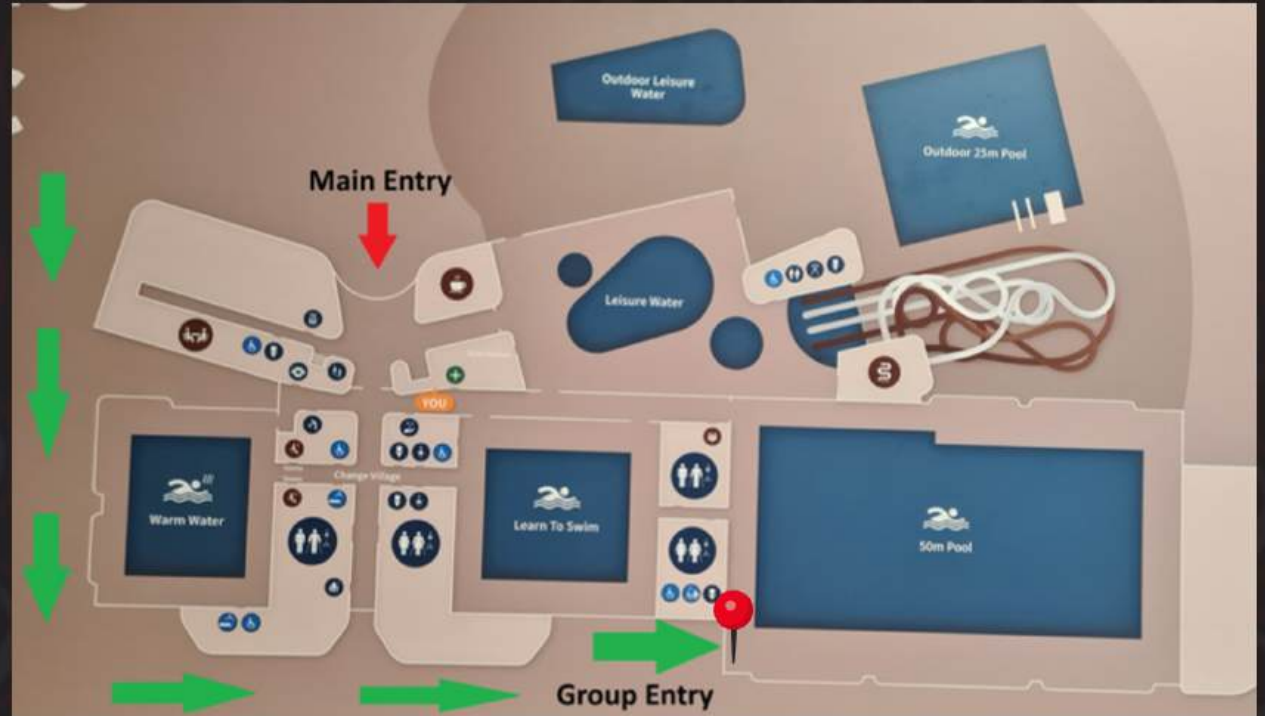 Outdoor Leisure
Water
Outdoor 25m Pool
Main Entry
Leisure Water
YOU
Change Village
Warm Water
Learn To Swim
50m Pool
Group Entry